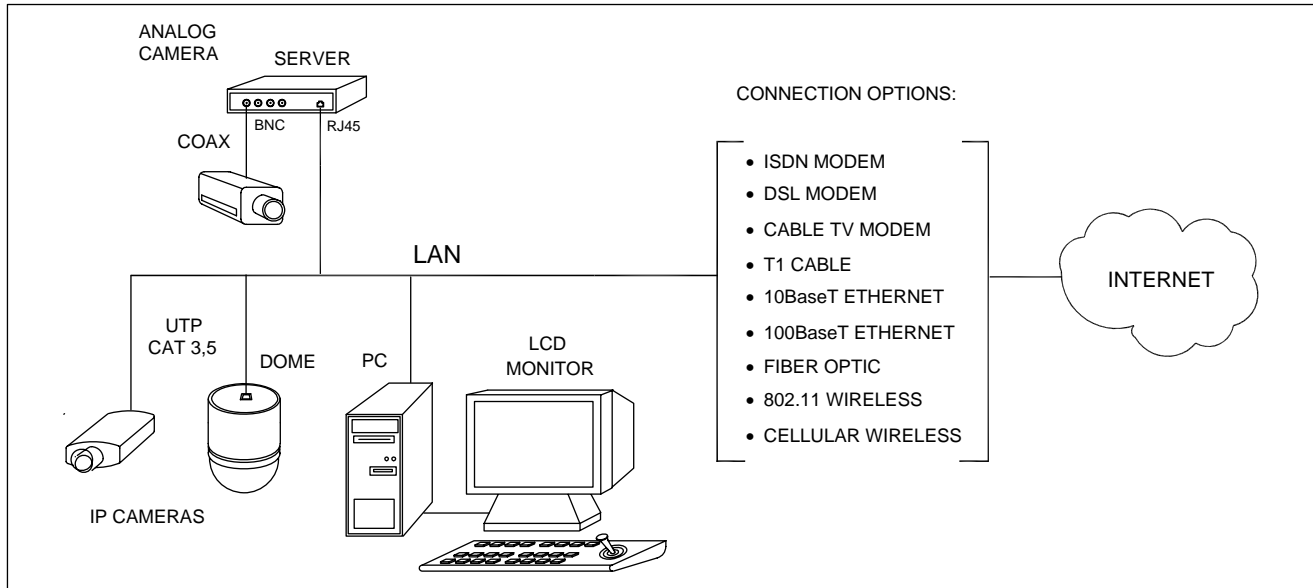 ANALOG
CAMERA
SERVER
BNC
RJ45
COAX
LAN
UTP
CAT 3,5
DOME
PC
LCD
MONITOR
IP CAMERAS
CONNECTION OPTIONS:
• ISDN MODEM
• DSL MODEM
• CABLE TV MODEM
• T1 CABLE
• 10BaseT ETHERNET
• 100BaseT ETHERNET
• FIBER OPTIC
• 802.11 WIRELESS
• CELLULAR WIRELESS
INTERNET